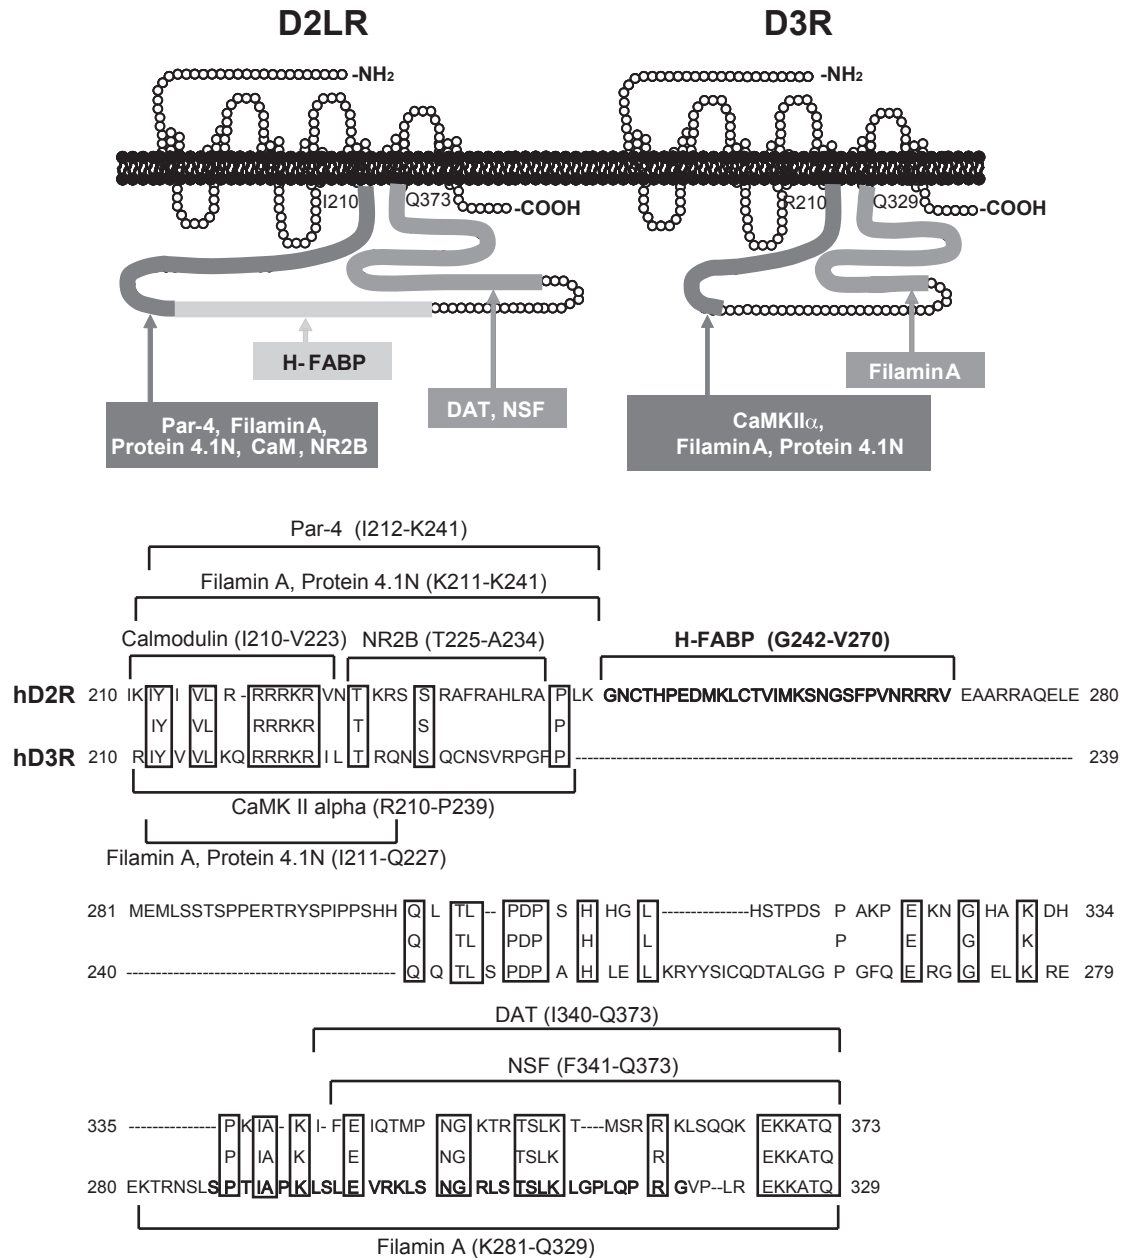 D2LR D3R
-NH2 -NH2
I210 Q373 -COOH R210 Q329 -COOH
H-FABP
DAT, NSF
Filamin A
Par-4, Filamin A,
Protein 4.1N, CaM, NR2B
CaMKIIα,
Filamin A, Protein 4.1N
Par-4 (I212-K241)
Filamin A, Protein 4.1N (K211-K241)
Calmodulin (I210-V223) NR2B (T225-A234) H-FABP (G242-V270)
hD2R 210 IK IY I VL R - RRRKR VN T KRS S RAFRAHLRA P LK GNCTHPEDMKLCTVIMKSNGSFPVNRRRV EAARRAQELE 280
IY VL RRRKR T S P
hD3R 210 R IY V VL KQ RRRKR IL T RQN S QCNSVRPGF P ---------- 239
CaMK II alpha (R210-P239)
Filamin A, Protein 4.1N (I211-Q227)
281 MEMLSSTSPPERTRYSPIPPSHH Q L TL -- PDP S H HG L ---------------HSTPDS P AKP E KN G HA K DH 334
Q TL PDP H L P E G K
240 ---------- Q Q TL S PDP A H LE L KRYYSICQDTALGG P GFQ E RG G EL K RE 279
DAT (I340-Q373)
NSF (F341-Q373)
335 --------------- P K IA - K I- F E IQTMP NG KTR TSLK T----MSR R KLSQQK EKKATQ 373
P IA K E NG TSLK R EKKATQ
280 EKTRNSLS P T IA P K LSL E VRKLS NG RLS TSLK LGPLQP R GVP--LR EKKATQ 329
Filamin A (K281-Q329)